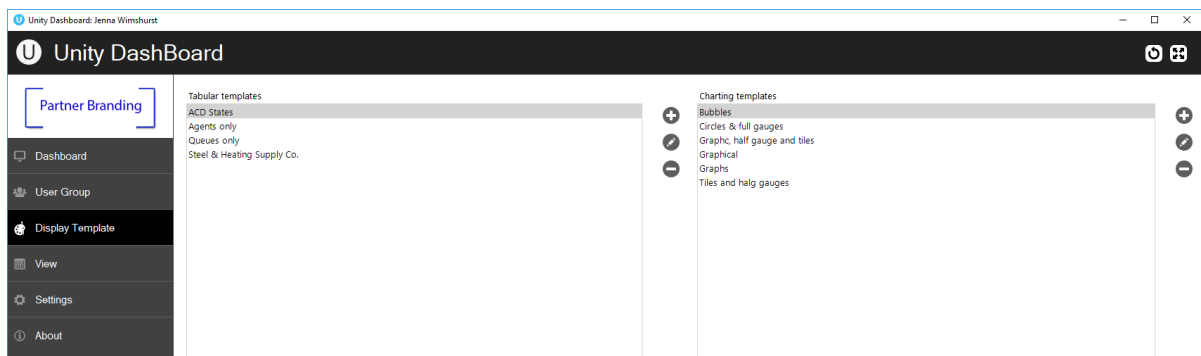 Unity Dashboard: Jenna Wimshurst
U Unity DashBoard
Partner Branding
Dashboard
User Group
Display Template
View
Settings
About
Tabular templates
ACD States
Agents only
Queues only
Steel & Heating Supply Co.
Charting templates
Bubbles
Circles & full gauges
Graphc, half gauge and tiles
Graphical
Graphs
Tiles and halg gauges